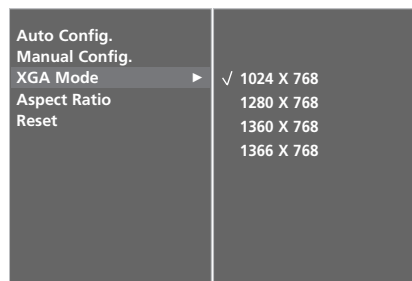 Auto Config.
Manual Config.
XGA Mode ► √ 1024 X 768
Aspect Ratio 1280 X 768
Reset 1360 X 768
1366 X 768